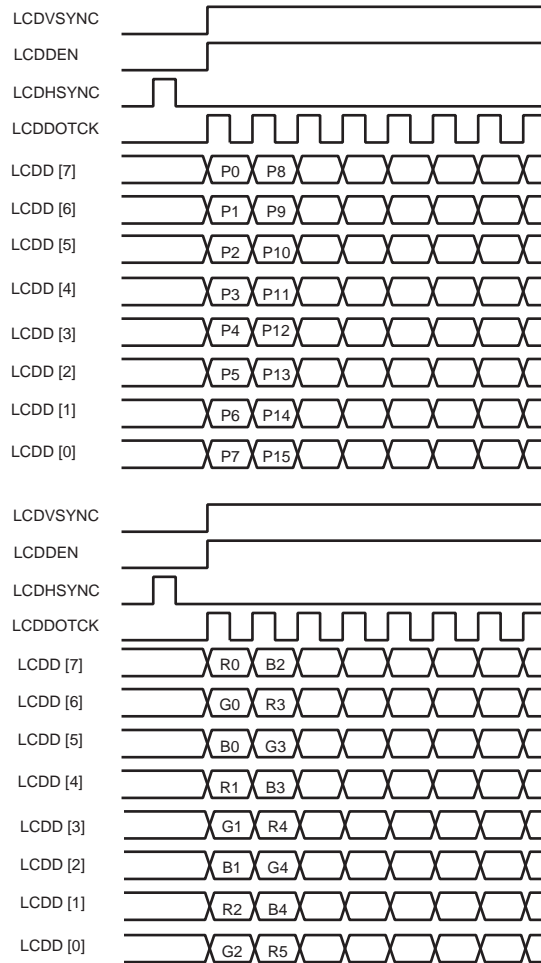 LCDVSYNC
LCDDEN
LCDHSYNC
LCDDOTCK
LCDD [7] P0 P8
LCDD [6] P1 P9
LCDD [5] P2 P10
LCDD [4] P3 P11
LCDD [3] P4 P12
LCDD [2] P5 P13
LCDD [1] P6 P14
LCDD [0] P7 P15
LCDVSYNC
LCDDEN
LCDHSYNC
LCDDOTCK
LCDD [7] R0 B2
LCDD [6] G0 R3
LCDD [5] B0 G3
LCDD [4] R1 B3
LCDD [3] G1 R4
LCDD [2] B1 G4
LCDD [1] R2 B4
LCDD [0] G2 R5